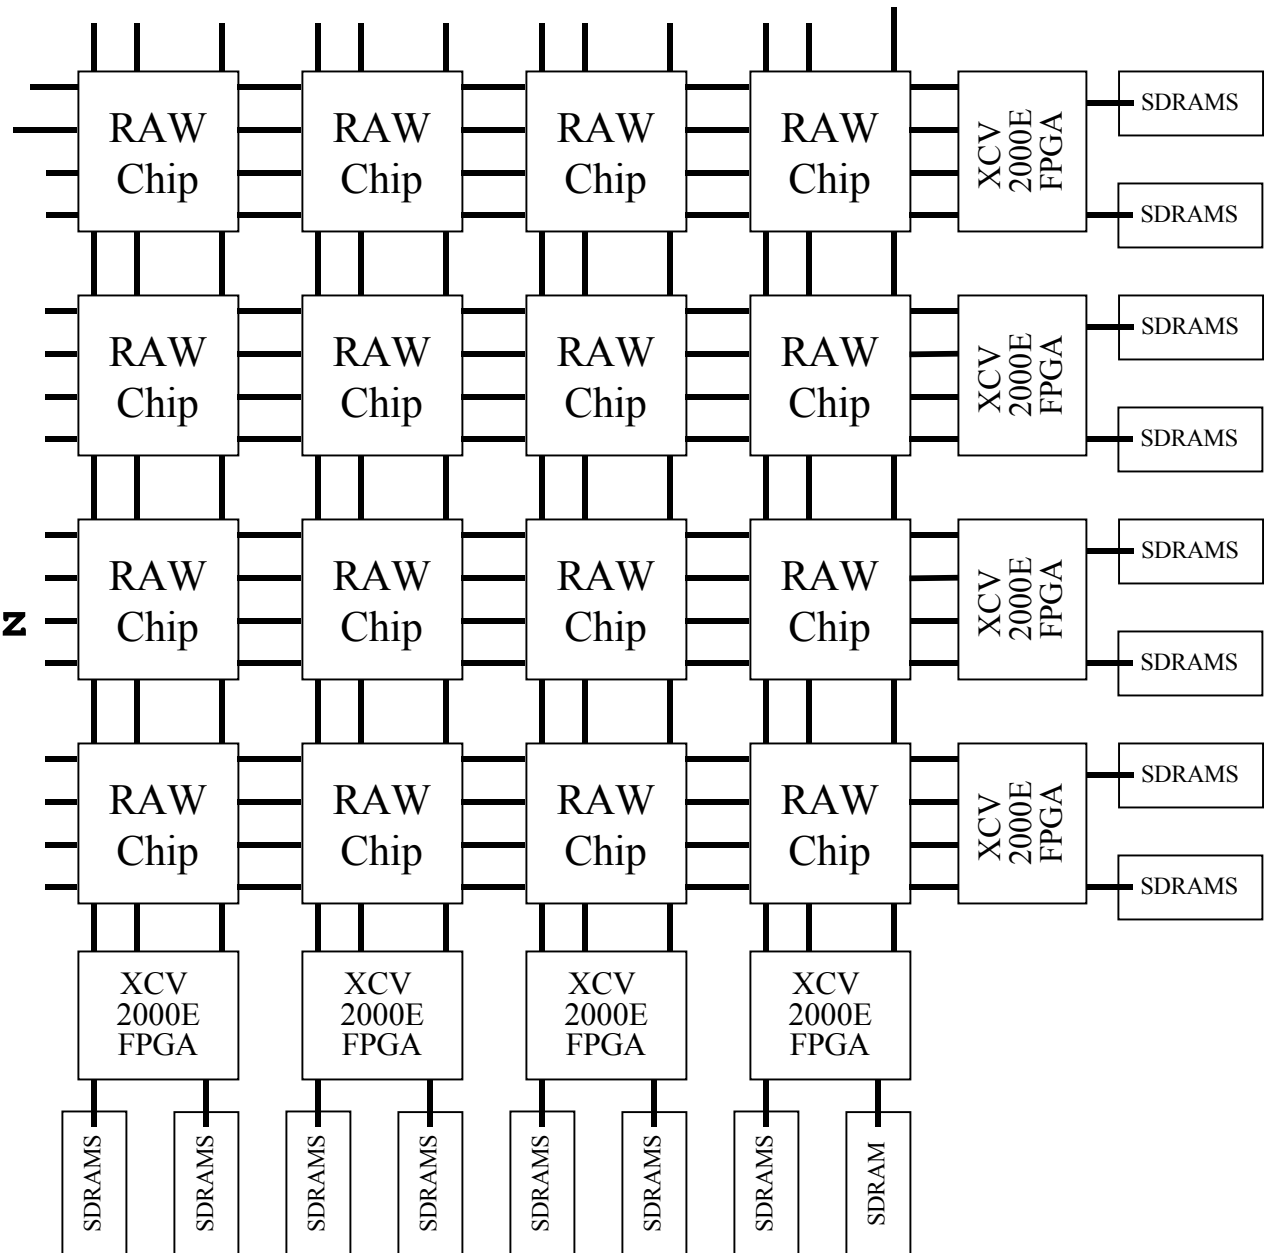 RAW
Chip
RAW
Chip
RAW
Chip
RAW
Chip
XCV
2000E
FPGA
SDRAMS
SDRAMS
RAW
Chip
RAW
Chip
RAW
Chip
RAW
Chip
XCV
2000E
FPGA
SDRAMS
SDRAMS
z
RAW
Chip
RAW
Chip
RAW
Chip
RAW
Chip
XCV
2000E
FPGA
SDRAMS
SDRAMS
RAW
Chip
RAW
Chip
RAW
Chip
RAW
Chip
XCV
2000E
FPGA
SDRAMS
SDRAMS
XCV
2000E
FPGA
XCV
2000E
FPGA
XCV
2000E
FPGA
XCV
2000E
FPGA
SDRAMS
SDRAMS
SDRAMS
SDRAMS
SDRAMS
SDRAMS
SDRAMS
SDRAM